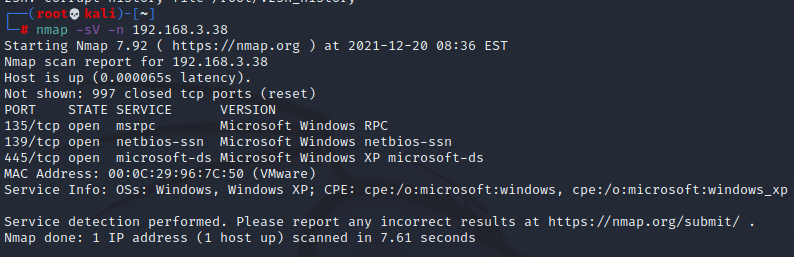 ┌──(root💀kali)-[~]
└─# nmap -sV -n 192.168.3.38
Starting Nmap 7.92 ( https://nmap.org ) at 2021-12-20 08:36 EST
Nmap scan report for 192.168.3.38
Host is up (0.000065s latency).
Not shown: 997 closed tcp ports (reset)
PORT    STATE SERVICE      VERSION
135/tcp open  msrpc        Microsoft Windows RPC
139/tcp open  netbios-ssn  Microsoft Windows netbios-ssn
445/tcp open  microsoft-ds Microsoft Windows XP microsoft-ds
MAC Address: 00:0C:29:96:7C:50 (VMware)
Service Info: OSs: Windows, Windows XP; CPE: cpe:/o:microsoft:windows, cpe:/o:microsoft:windows_xp

Service detection performed. Please report any incorrect results at https://nmap.org/submit/ .
Nmap done: 1 IP address (1 host up) scanned in 7.61 seconds